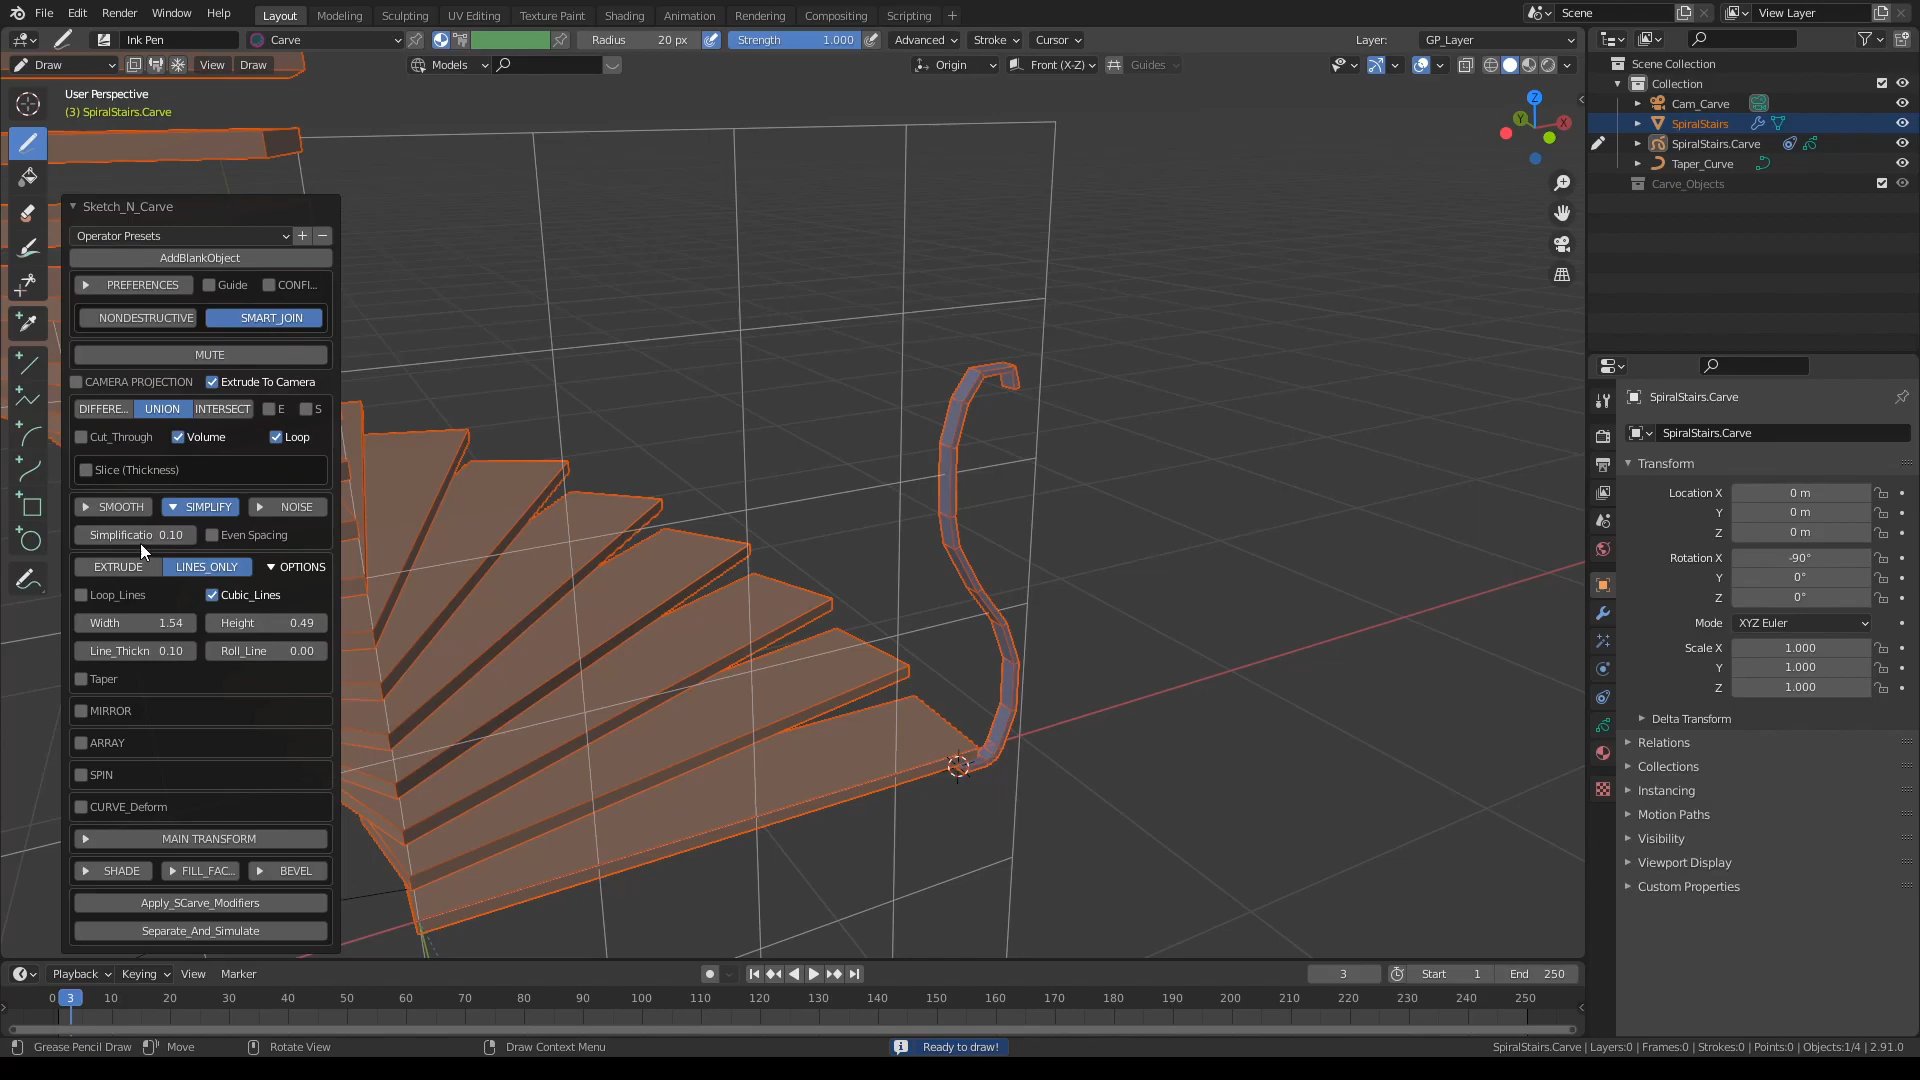 File Edit Render Window Help Layout Modeling Sculpting UV Editing Texture Paint Shading Animation Rendering Compositing Scripting + Scene View Layer
Ink Pen Carve Radius 20 px Strength 1.000 Advanced Stroke Cursor Layer: GP_Layer
Draw View Draw Models Origin Front (X-Z) Guides
User Perspective
(3) SpiralStairs.Carve
Z
Y X
Scene Collection
Collection
Cam_Carve
SpiralStairs
SpiralStairs.Carve
Taper_Curve
Carve_Objects
Sketch_N_Carve
Operator Presets + −
AddBlankObject
PREFERENCES Guide CONFI...
NONDESTRUCTIVE SMART_JOIN
MUTE
CAMERA PROJECTION Extrude To Camera
DIFFERE... UNION INTERSECT E S
Cut_Through Volume Loop
Slice (Thickness)
SMOOTH SIMPLIFY NOISE
Simplificatio 0.10 Even Spacing
EXTRUDE LINES_ONLY OPTIONS
Loop_Lines Cubic_Lines
Width 1.54 Height 0.49
Line_Thickn 0.10 Roll_Line 0.00
Taper
MIRROR
ARRAY
SPIN
CURVE_Deform
MAIN TRANSFORM
SHADE FILL_FAC... BEVEL
Apply_SCarve_Modifiers
Separate_And_Simulate
SpiralStairs.Carve
SpiralStairs.Carve
Transform
Location X 0 m
Y 0 m
Z 0 m
Rotation X -90°
Y 0°
Z 0°
Mode XYZ Euler
Scale X 1.000
Y 1.000
Z 1.000
Delta Transform
Relations
Collections
Instancing
Motion Paths
Visibility
Viewport Display
Custom Properties
Playback Keying View Marker 3 Start 1 End 250
0 3 10 20 30 40 50 60 70 80 90 100 110 120 130 140 150 160 170 180 190 200 210 220 230 240 250
Grease Pencil Draw Move Rotate View Draw Context Menu Ready to draw! SpiralStairs.Carve | Layers:0 | Frames:0 | Strokes:0 | Points:0 | Objects:1/4 | 2.91.0